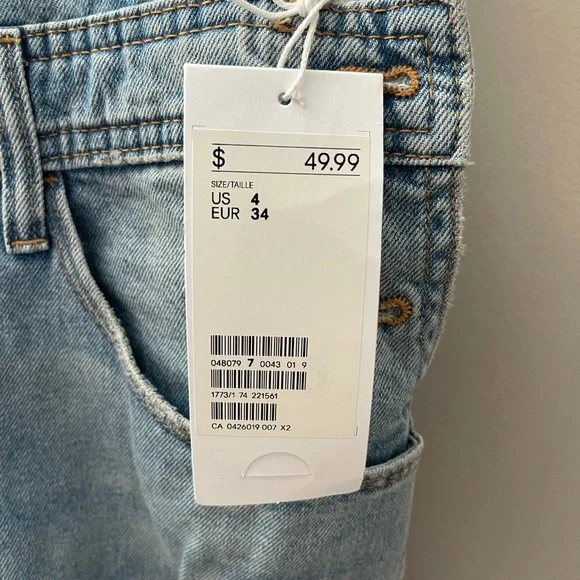 $ 49.99
SIZE/TAILLE
US 4
EUR 34
048079 7 0043 01 9
1773/1 74 221561
CA 0426019 007 X2